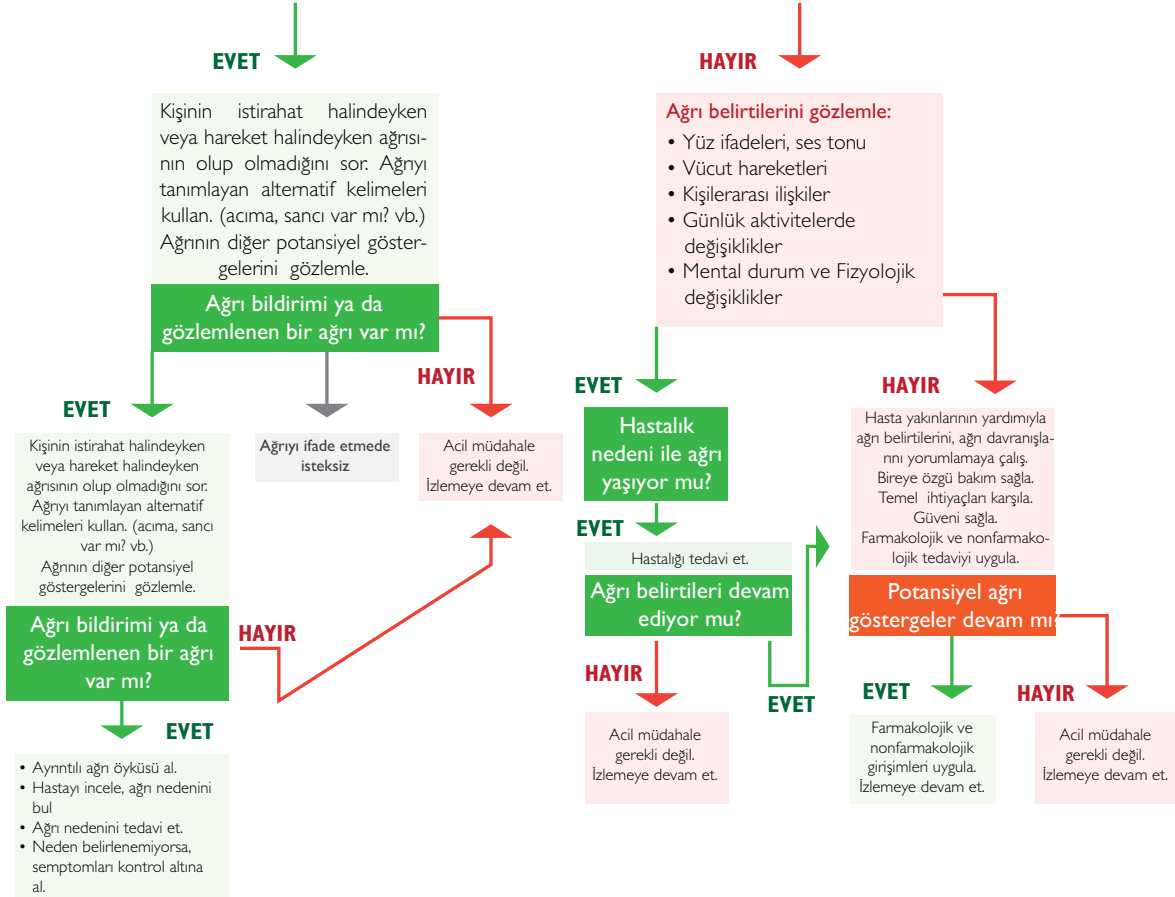 EVET
Kişinin istirahat halindeyken
veya hareket halindeyken ağrısı-
nın olup olmadığını sor. Ağrıyı
tanımlayan alternatif kelimeleri
kullan. (acıma, sancı var mı? vb.)
Ağrının diğer potansiyel göster-
gelerini gözlemle.
Ağrı bildirimi ya da
gözlemlenen bir ağrı var mı?
EVET
Kişinin istirahat halindeyken
veya hareket halindeyken
ağrısının olup olmadığını sor.
Ağrıyı tanımlayan alternatif
kelimeleri kullan. (acıma, sancı
var mı? vb.)
Ağrının diğer potansiyel
göstergelerini gözlemle.
Ağrı bildirimi ya da
gözlemlenen bir ağrı
var mı?
EVET
• Ayrıntılı ağrı öyküsü al.
• Hastayı incele, ağrı nedenini
bul
• Ağrı nedenini tedavi et.
• Neden belirlenemiyorsa,
semptomları kontrol altına
al.
HAYIR
Ağrıyı ifade etmede
isteksiz
HAYIR
Acil müdahale
gerekli değil.
İzlemeye devam et.
HAYIR
Ağrı belirtilerini gözlemle:
• Yüz ifadeleri, ses tonu
• Vücut hareketleri
• Kişilerarası ilişkiler
• Günlük aktivitelerde
değişiklikler
• Mental durum ve Fizyolojik
değişiklikler
EVET
Hastalık
nedeni ile ağrı
yaşıyor mu?
EVET
Hastalığı tedavi et.
Ağrı belirtileri devam
ediyor mu?
HAYIR
Acil müdahale
gerekli değil.
İzlemeye devam et.
EVET
HAYIR
Hasta yakınlarının yardımıyla
ağrı belirtilerini, ağrı davranışla-
rını yorumlamaya çalış.
Bireye özgü bakım sağla.
Temel ihtiyaçları karşıla.
Güveni sağla.
Farmakolojik ve nonfarmako-
lojik tedaviyi uygula.
Potansiyel ağrı
göstergeler devam mı?
EVET
Farmakolojik ve
nonfarmakolojik
girişimleri uygula.
İzlemeye devam et.
HAYIR
Acil müdahale
gerekli değil.
İzlemeye devam et.